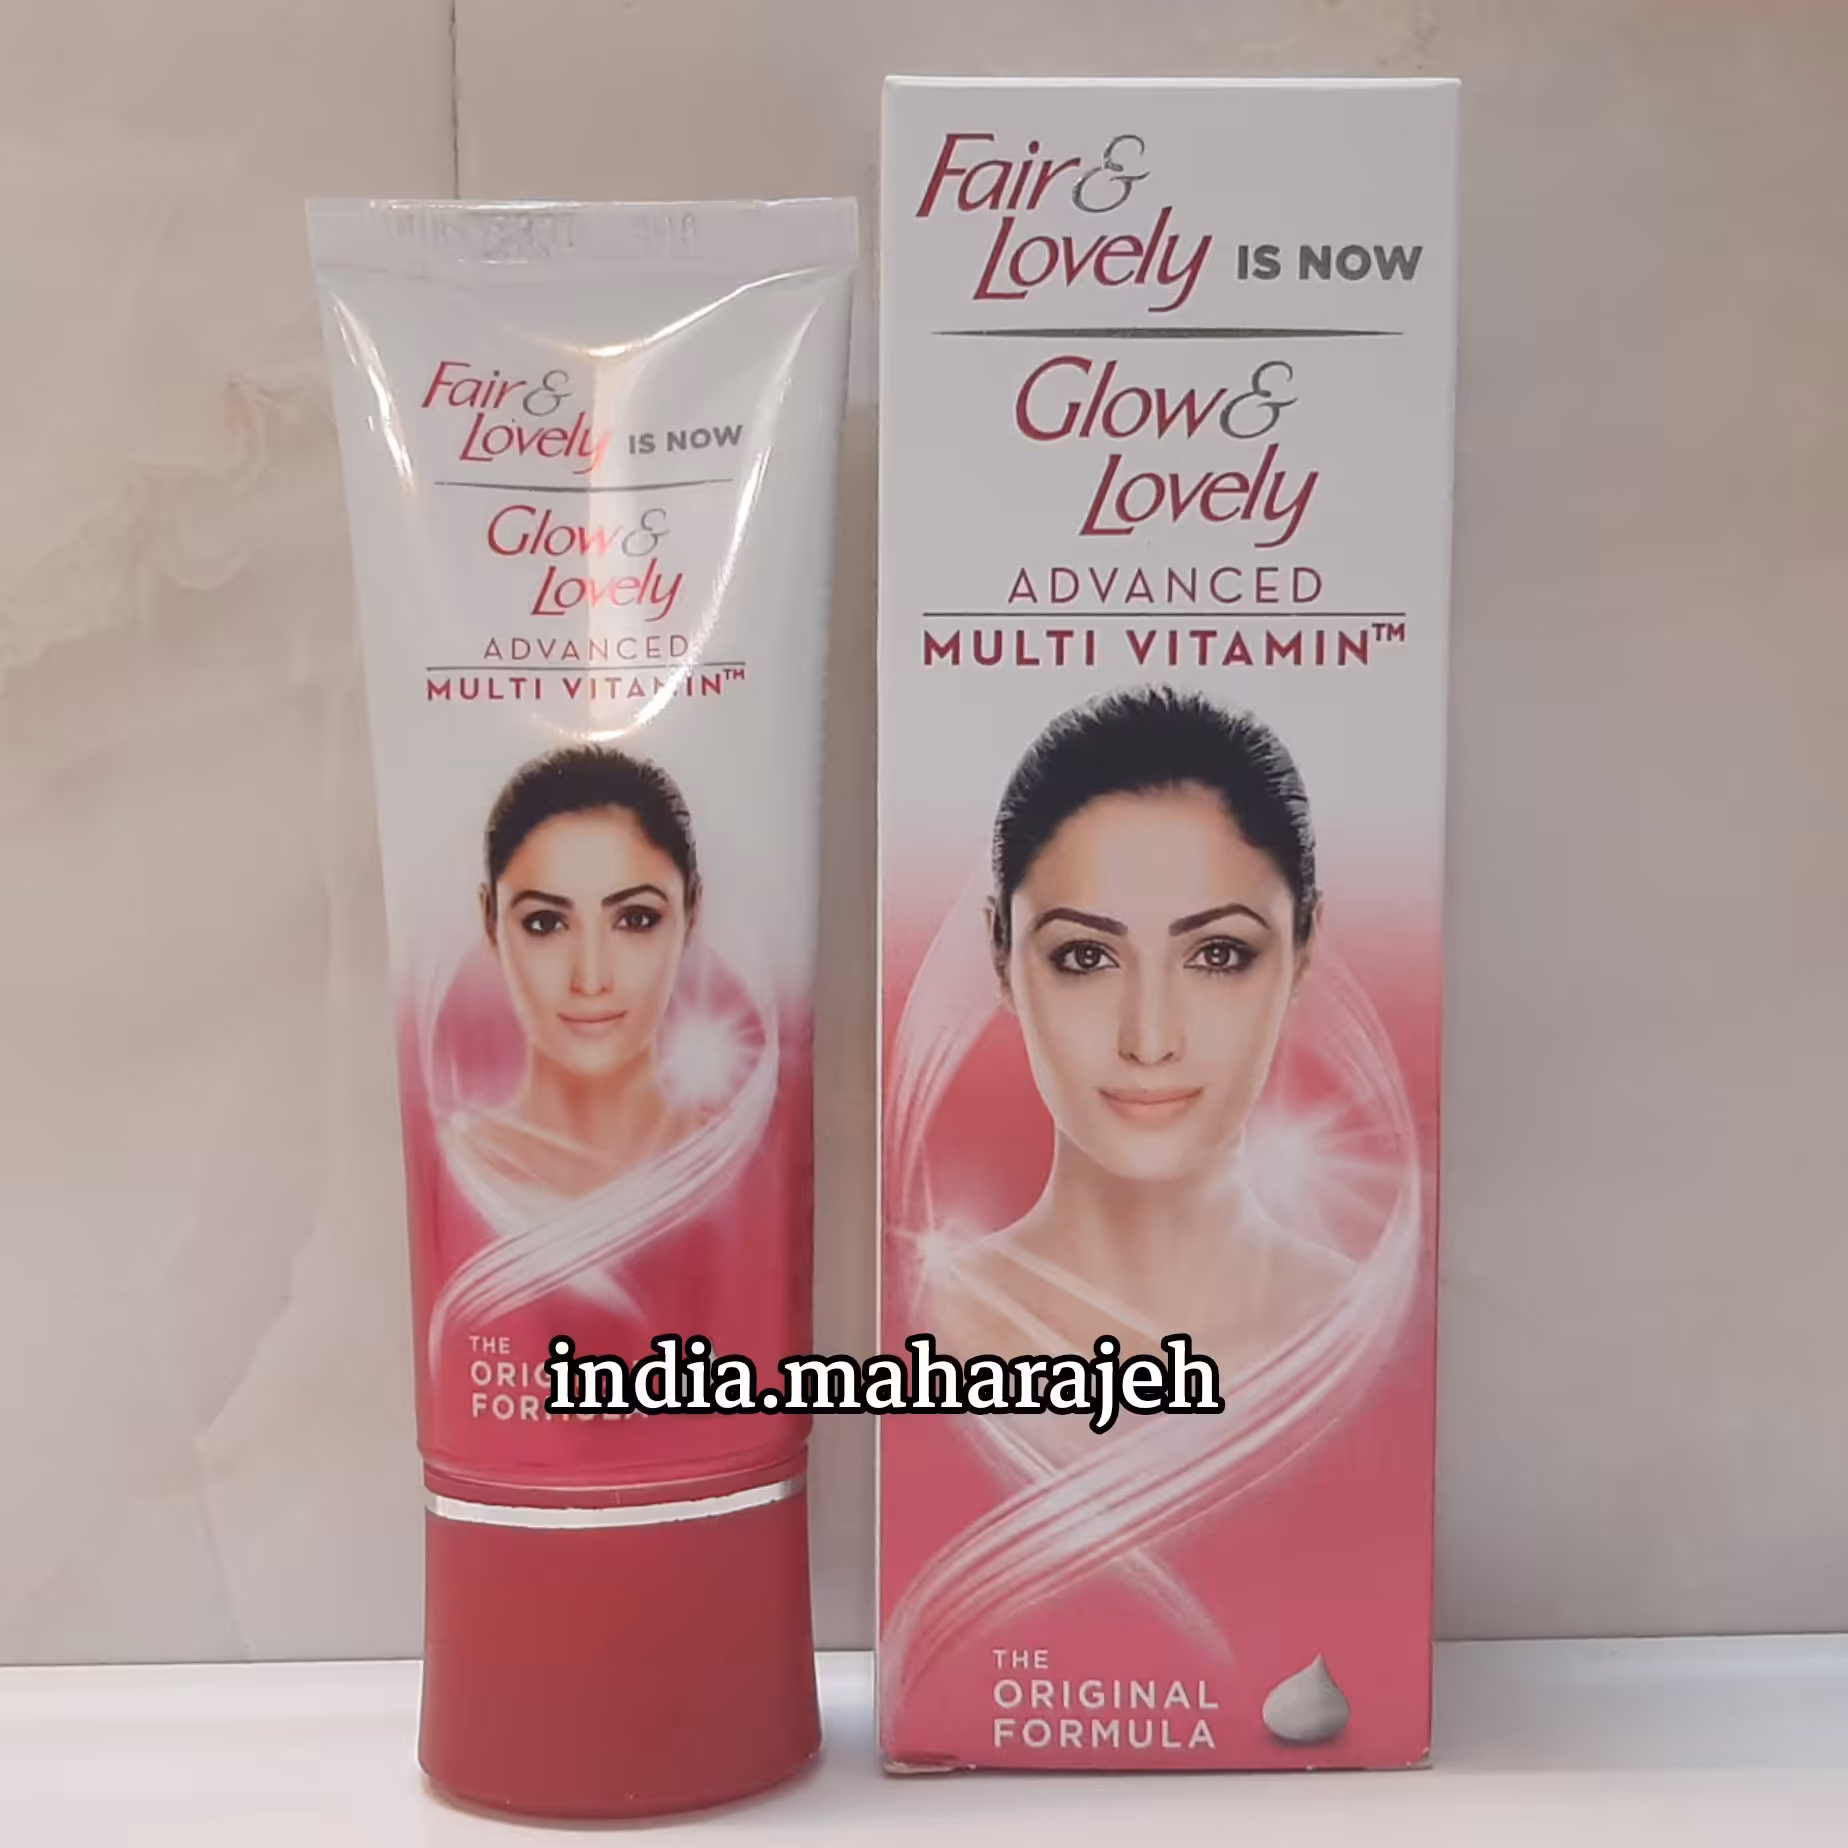 Fair &
Lovely IS NOW
Glow &
Lovely
ADVANCED
MULTI VITAMIN™
THE
ORIGINAL
FORMULA
Fair &
Lovely IS NOW
Glow &
Lovely
ADVANCED
MULTI VITAMIN™
THE
ORIGINAL
FORMULA
india.maharajeh